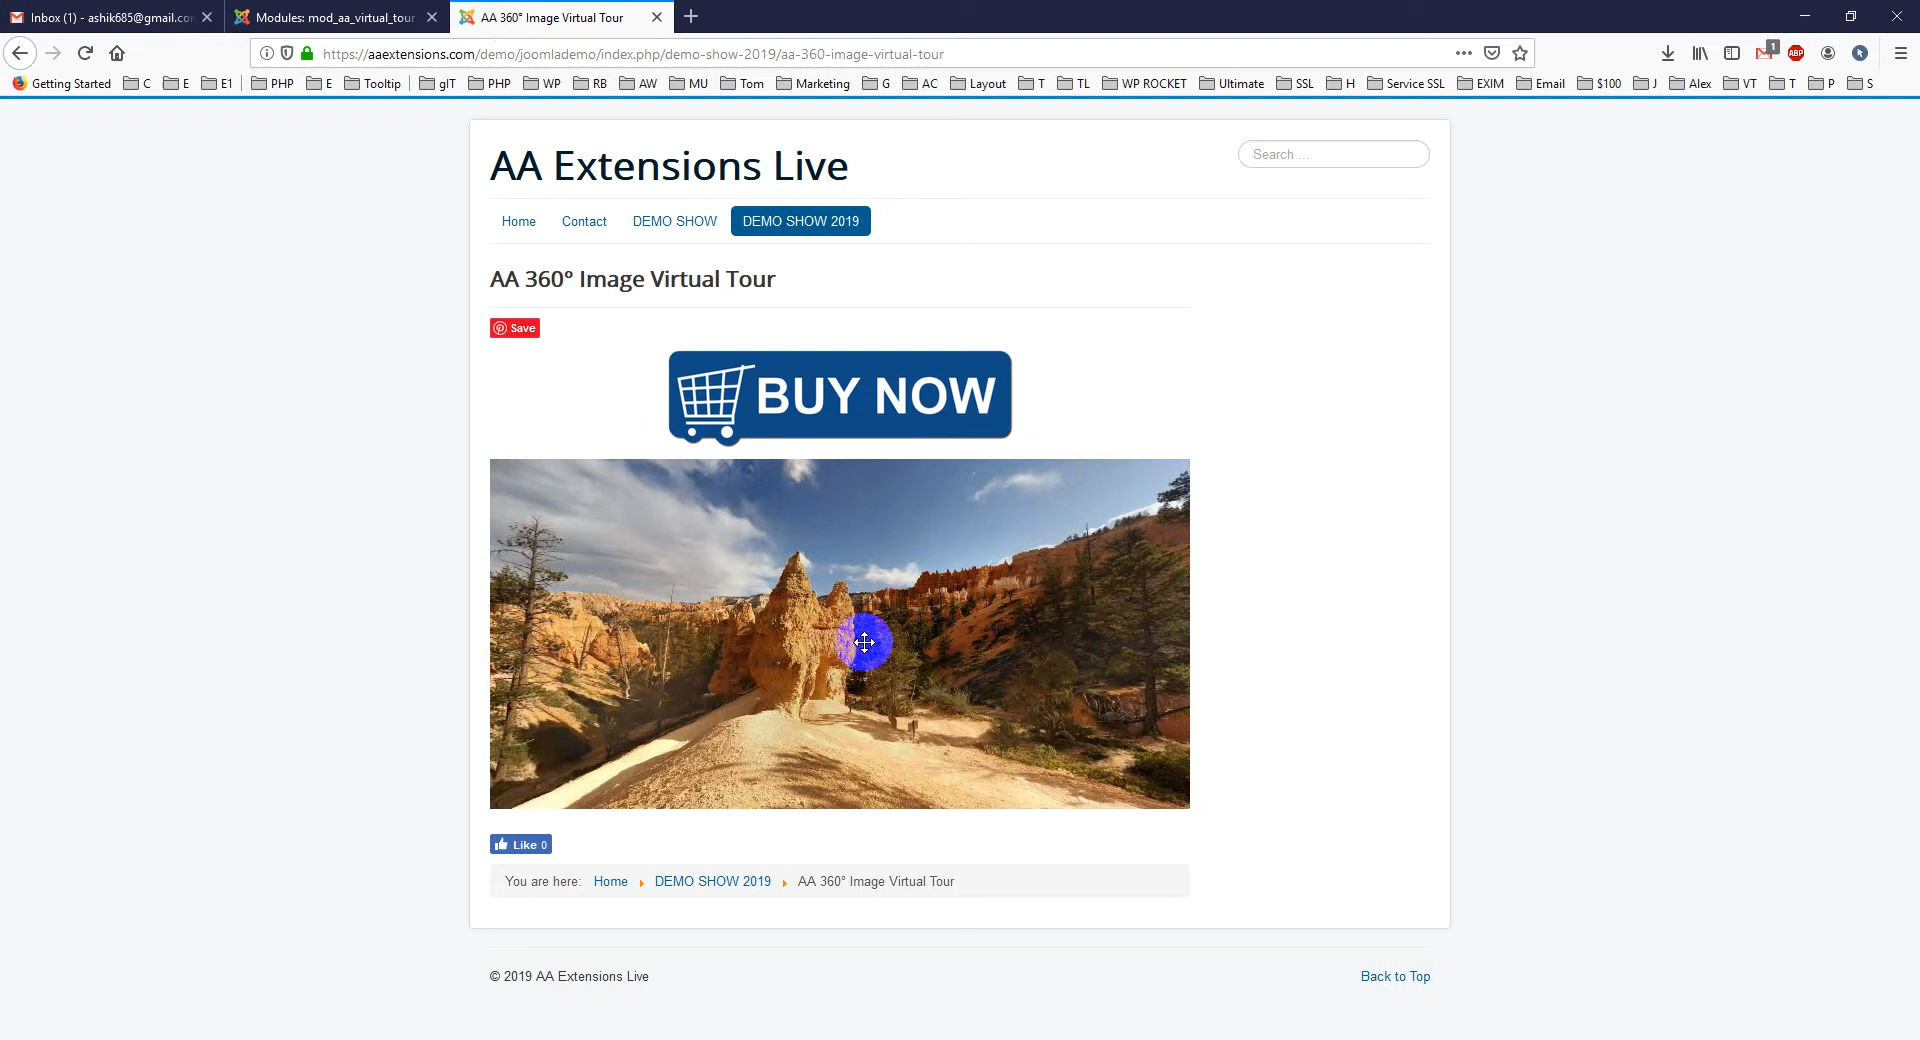 Inbox (1) - ashik685@gmail.co
Modules: mod_aa_virtual_tour
AA 360° Image Virtual Tour
https://aaextensions.com/demo/joomlademo/index.php/demo-show-2019/aa-360-image-virtual-tour
1
ABP
Getting Started C E E1 PHP E Tooltip gIT PHP WP RB AW MU Tom Marketing G AC Layout T TL WP ROCKET Ultimate SSL H Service SSL EXIM Email $100 J Alex VT T P S
AA Extensions Live
Search ...
Home Contact DEMO SHOW DEMO SHOW 2019
AA 360° Image Virtual Tour
Save
BUY NOW
Like 0
You are here: Home DEMO SHOW 2019 AA 360° Image Virtual Tour
© 2019 AA Extensions Live
Back to Top